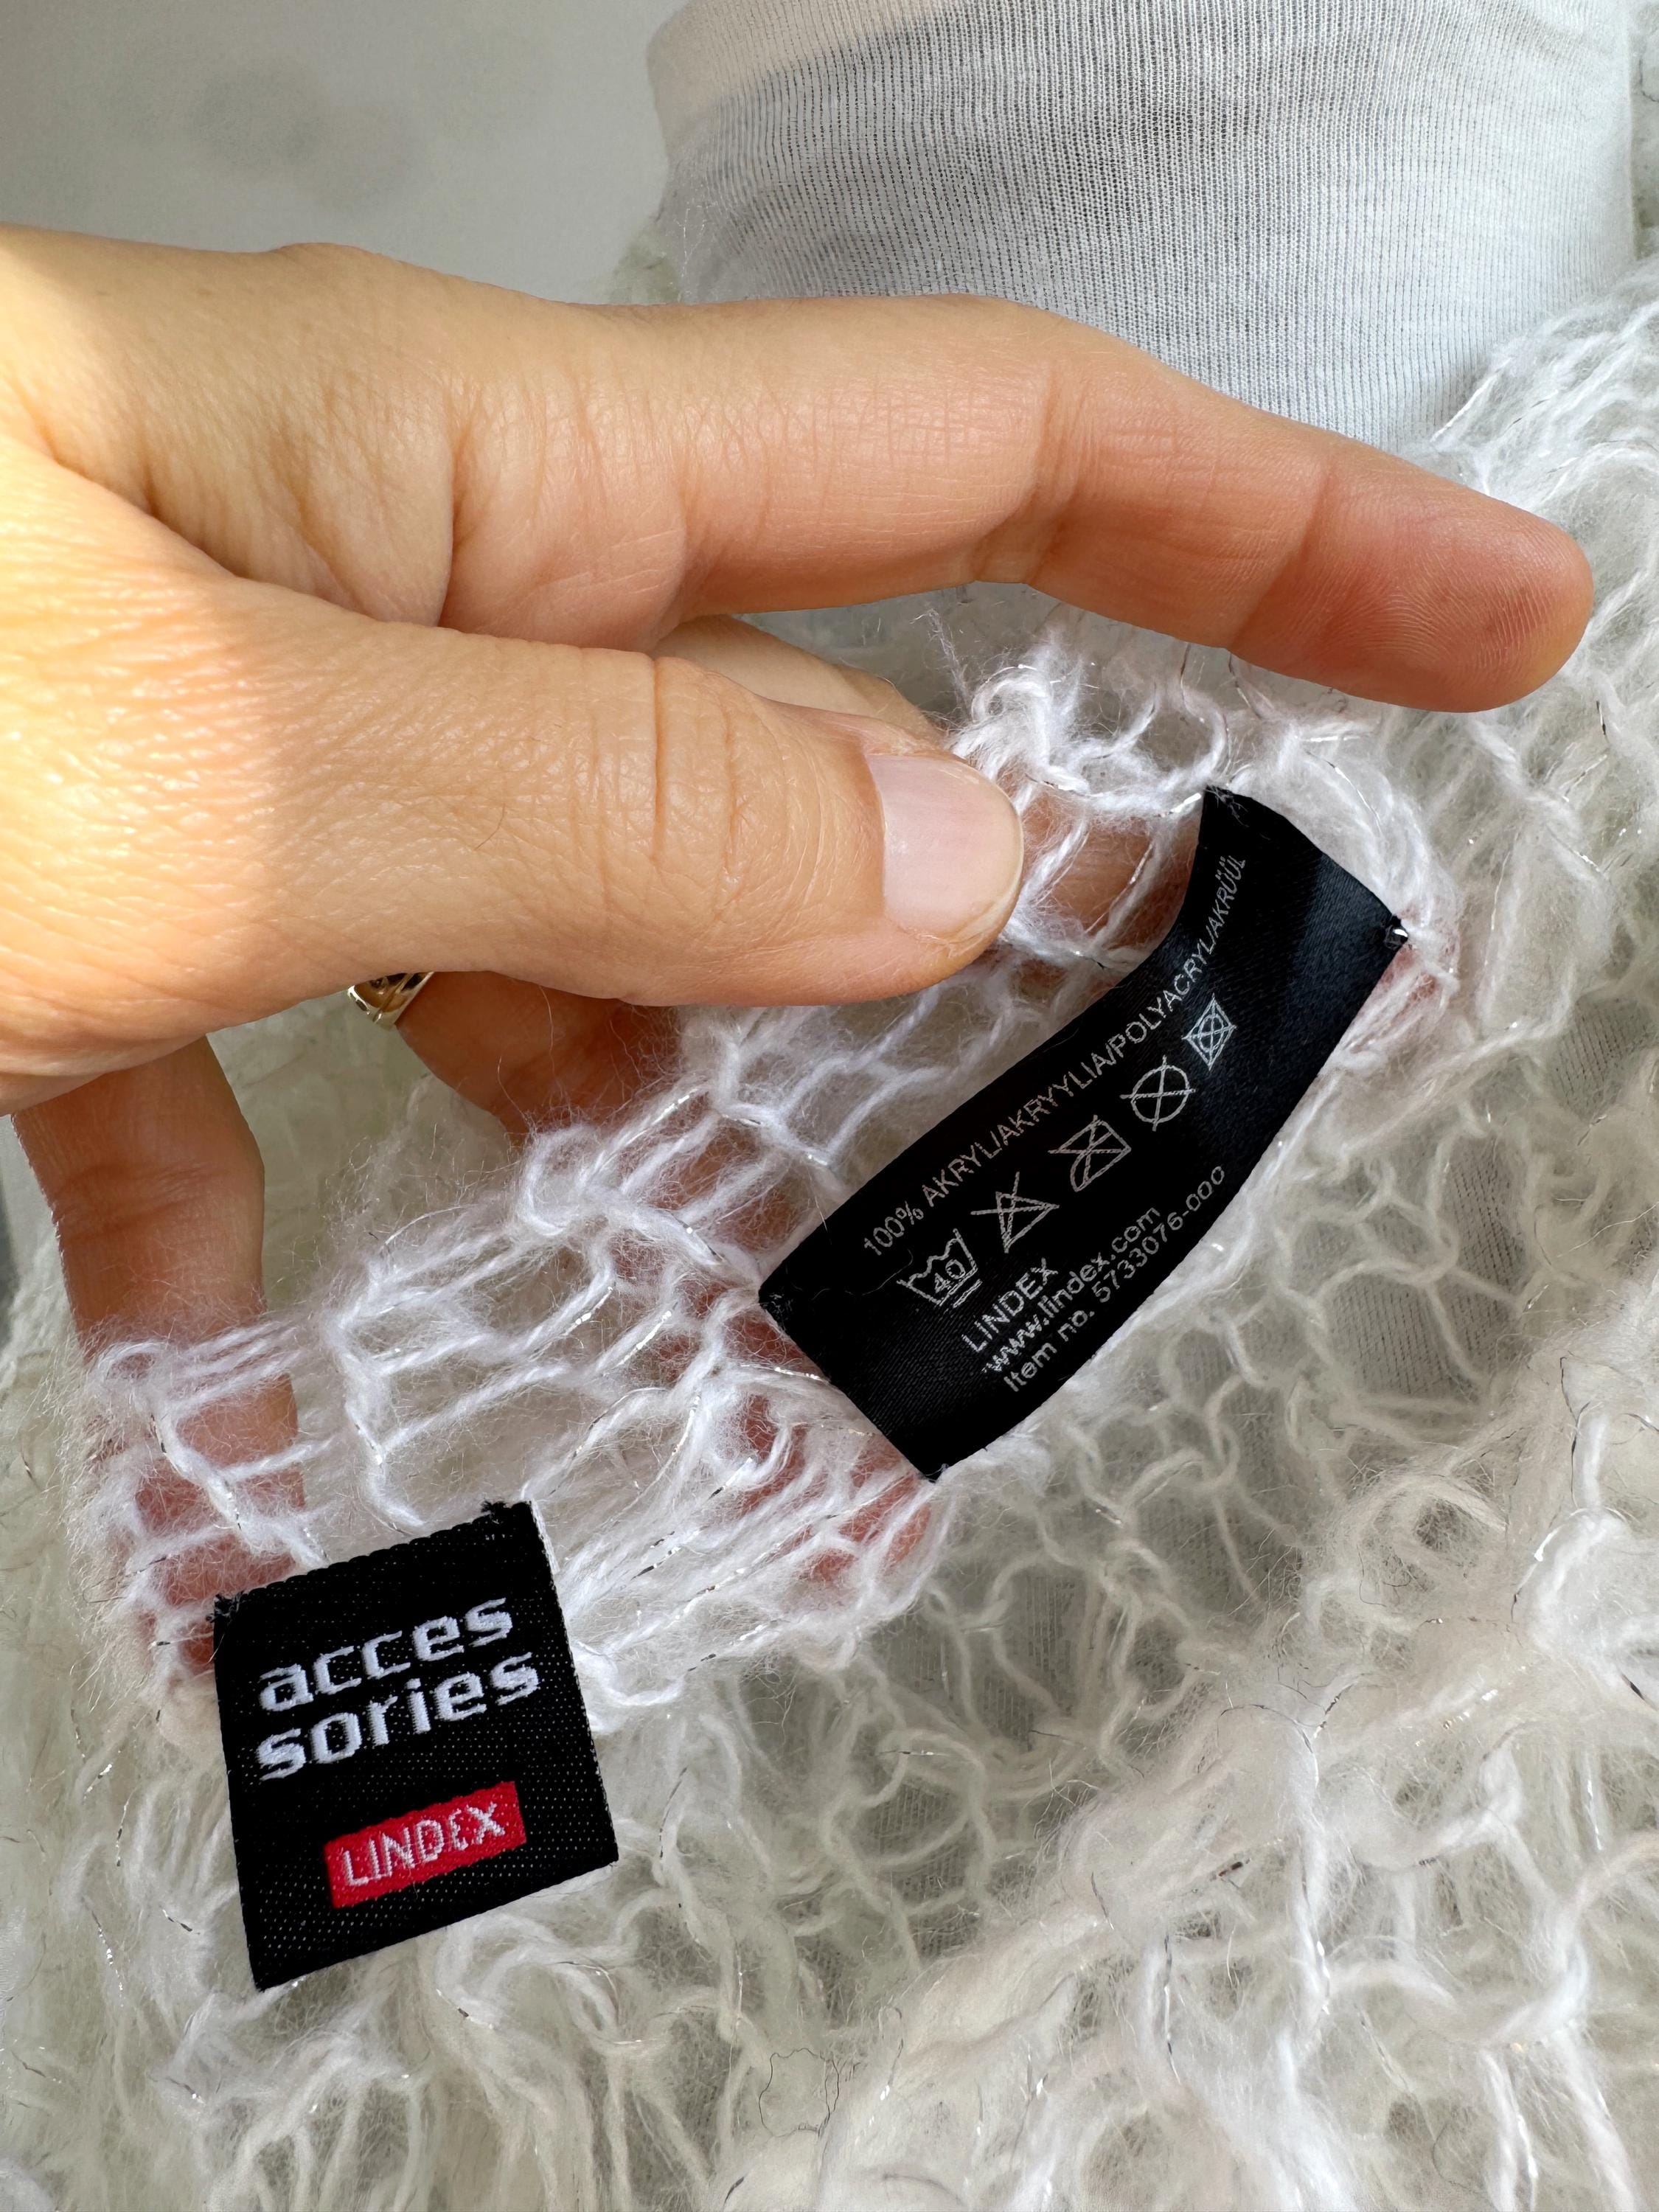 100% AKRYL/AKRYYLIA/POLYACRYL/AKRÜÜL
40
LINDEX
www.lindex.com
Item no. 5733076-000
acces
sories
LINDEX